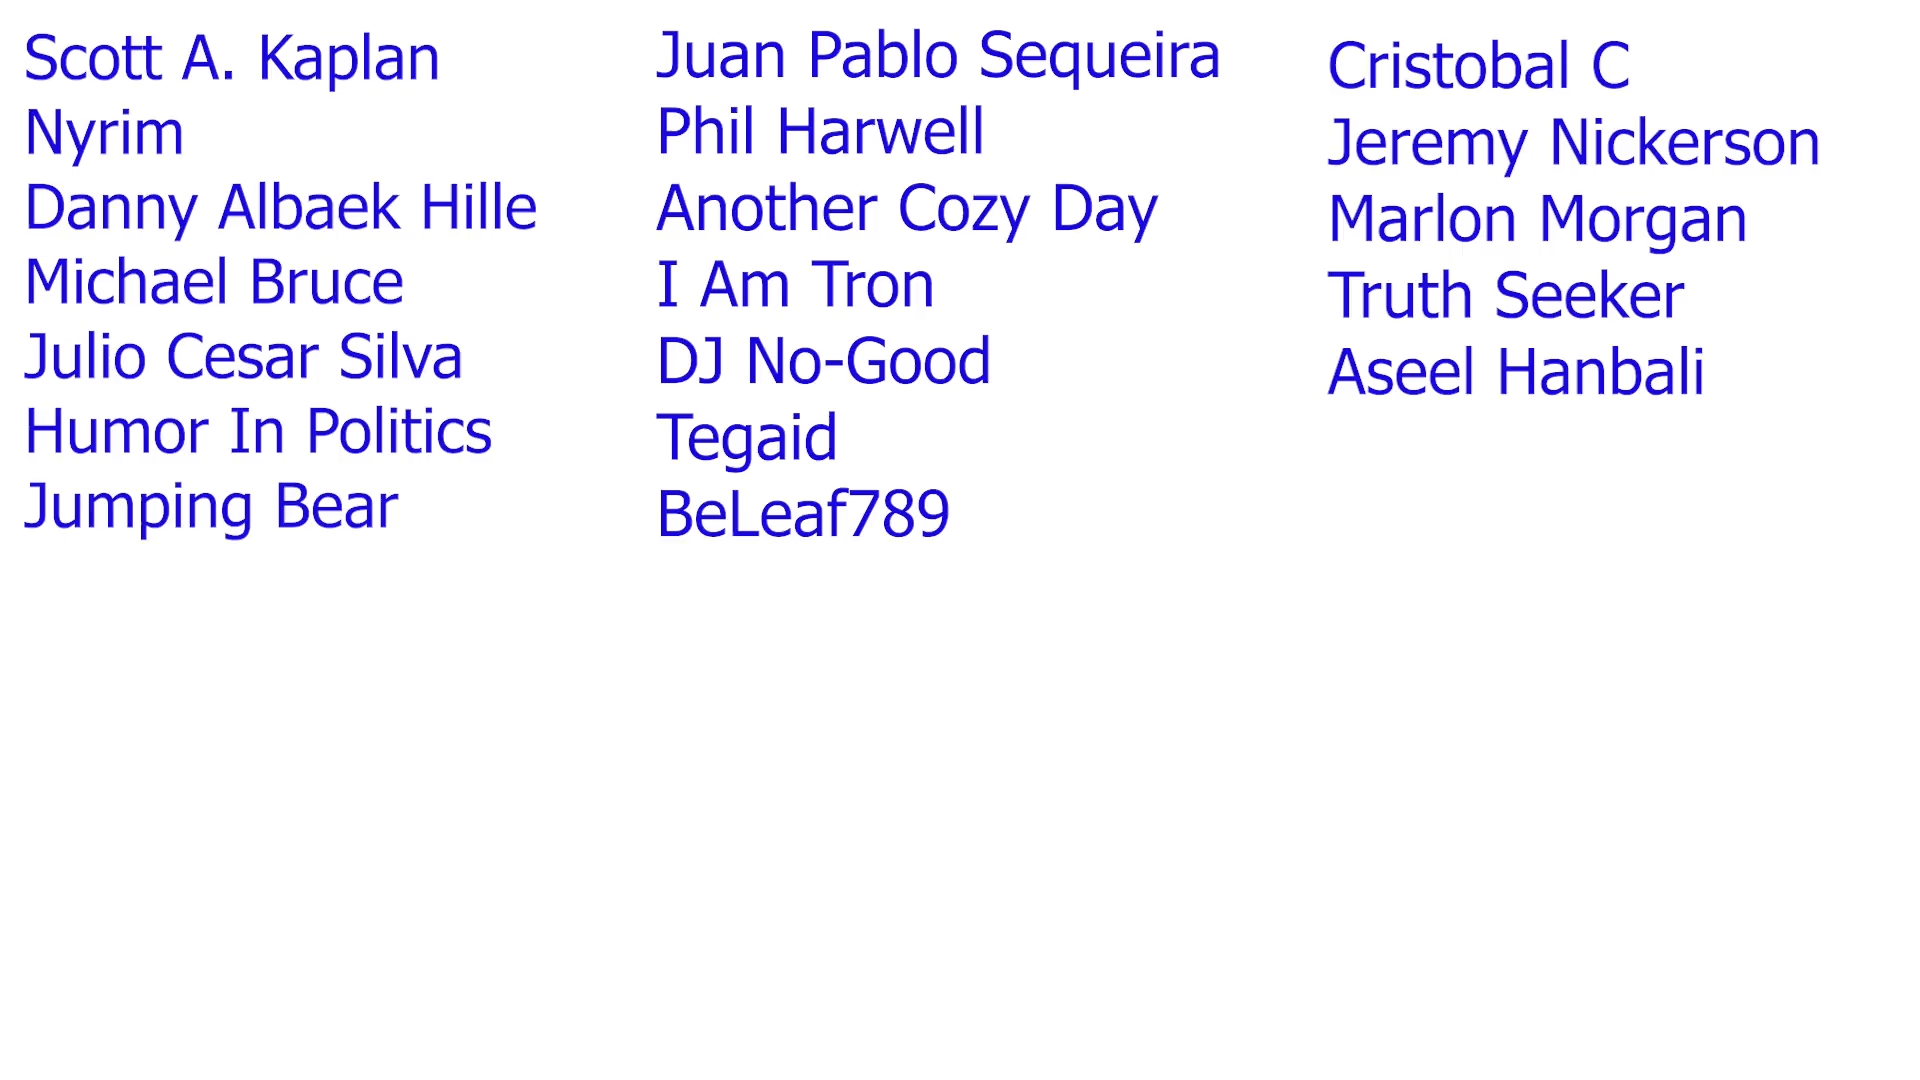 Scott A. Kaplan
Nyrim
Danny Albaek Hille
Michael Bruce
Julio Cesar Silva
Humor In Politics
Jumping Bear
Juan Pablo Sequeira
Phil Harwell
Another Cozy Day
I Am Tron
DJ No-Good
Tegaid
BeLeaf789
Cristobal C
Jeremy Nickerson
Marlon Morgan
Truth Seeker
Aseel Hanbali